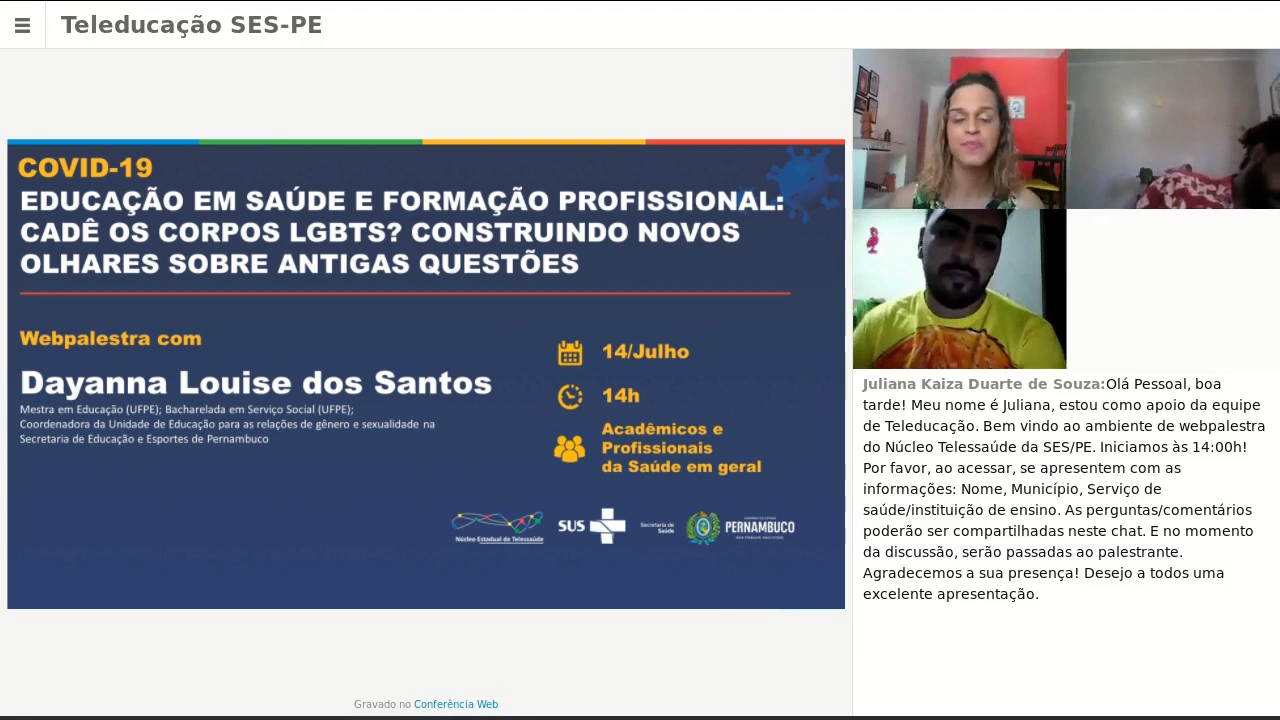 Teleducação SES-PE
COVID-19
EDUCAÇÃO EM SAÚDE E FORMAÇÃO PROFISSIONAL:
CADÊ OS CORPOS LGBTS? CONSTRUINDO NOVOS
OLHARES SOBRE ANTIGAS QUESTÕES
Webpalestra com
Dayanna Louise dos Santos
Mestra em Educação (UFPE); Bacharelada em Serviço Social (UFPE);
Coordenadora da Unidade de Educação para as relações de gênero e sexualidade na
Secretaria de Educação e Esportes de Pernambuco
14/Julho
14h
Acadêmicos e
Profissionais
da Saúde em geral
Núcleo Estadual de Telessaúde
SUS
Secretaria de
Saúde
PERNAMBUCO
Gravado no Conferência Web
Juliana Kaiza Duarte de Souza:Olá Pessoal, boa
tarde! Meu nome é Juliana, estou como apoio da equipe
de Teleducação. Bem vindo ao ambiente de webpalestra
do Núcleo Telessaúde da SES/PE. Iniciamos às 14:00h!
Por favor, ao acessar, se apresentem com as
informações: Nome, Município, Serviço de
saúde/instituição de ensino. As perguntas/comentários
poderão ser compartilhadas neste chat. E no momento
da discussão, serão passadas ao palestrante.
Agradecemos a sua presença! Desejo a todos uma
excelente apresentação.